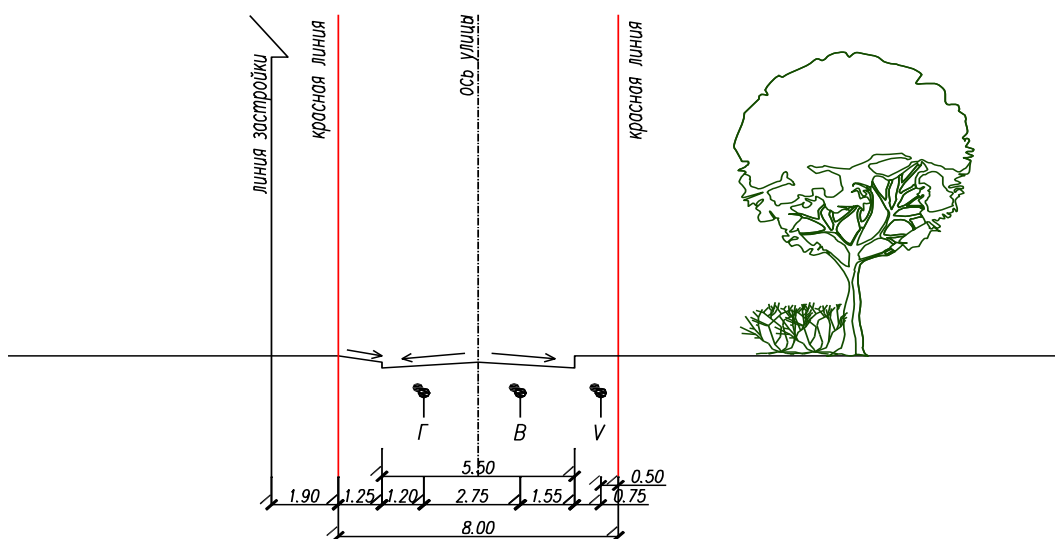 линия застройки
красная линия
ось улицы
красная линия
Г
В
V
5.50
0.50
1.90
1.25
1.20
2.75
1.55
0.75
8.00